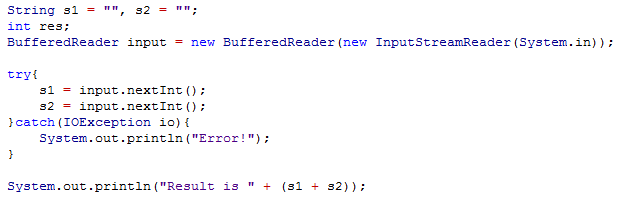 String s1 = "", s2 = "";
int res;
BufferedReader input = new BufferedReader(new InputStreamReader(System.in));
try{
s1 = input.nextInt();
s2 = input.nextInt();
}catch(IOException io){
System.out.println("Error!");
}
System.out.println("Result is " + (s1 + s2));